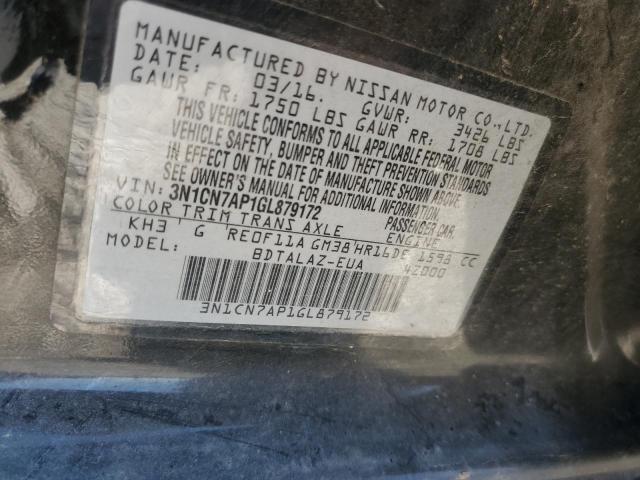 MANUFACTURED BY NISSAN MOTOR CO.,LTD.
DATE: 03/16. GVWR: 3426 LBS
GAWR FR: 1750 LBS GAWR RR: 1708 LBS
THIS VEHICLE CONFORMS TO ALL APPLICABLE FEDERAL MOTOR
VEHICLE SAFETY, BUMPER AND THEFT PREVENTION STANDARDS
IN EFFECT ON THE DATE OF MANUFACTURE SHOWN ABOVE.
SEE OWNER'S MANUAL FOR ADDITIONAL INFORMATION.
VIN: 3N1CN7AP1GL879172 PASSENGER CAR
COLOR TRIM TRANS AXLE ENGINE
KH3 G RE0F11A GM38 HR16DE 1598 CC
MODEL: BDTALAZ-EUA 42000
3N1CN7AP1GL879172